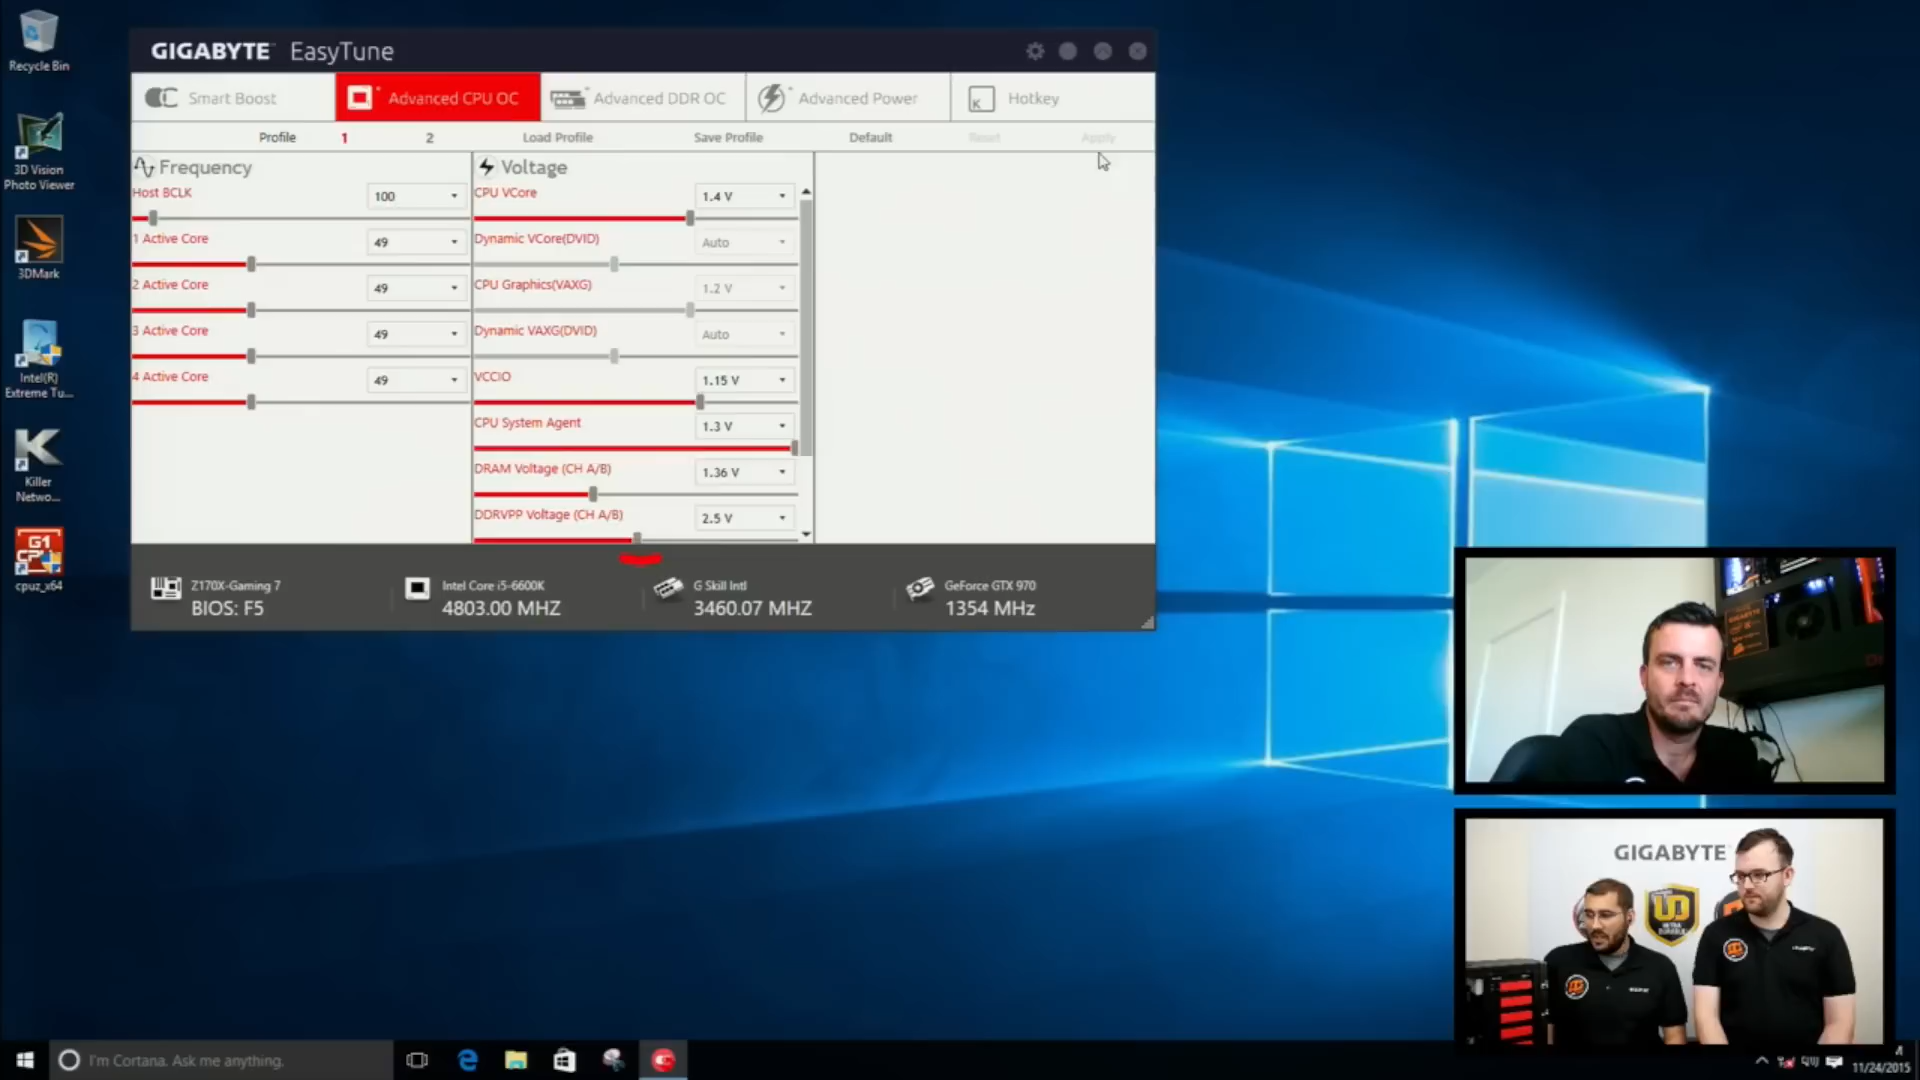 Recycle Bin
3D Vision
Photo Viewer
3DMark
Intel(R)
Extreme Tu...
Killer
Netwo...
G1
CPU
cpuz_x64
GIGABYTE EasyTune
Smart Boost
Advanced CPU OC
Advanced DDR OC
Advanced Power
K Hotkey
Profile 1 2 Load Profile Save Profile Default Reset Apply
Frequency
Host BCLK 100
1 Active Core 49
2 Active Core 49
3 Active Core 49
4 Active Core 49
Voltage
CPU VCore 1.4 V
Dynamic VCore(DVID) Auto
CPU Graphics(VAXG) 1.2 V
Dynamic VAXG(DVID) Auto
VCCIO 1.15 V
CPU System Agent 1.3 V
DRAM Voltage (CH A/B) 1.36 V
DDRVPP Voltage (CH A/B) 2.5 V
Z170X-Gaming 7
BIOS: F5
Intel Core i5-6600K
4803.00 MHZ
G Skill Intl
3460.07 MHZ
GeForce GTX 970
1354 MHz
GIGABYTE
UD
I'm Cortana. Ask me anything.
11/24/2015